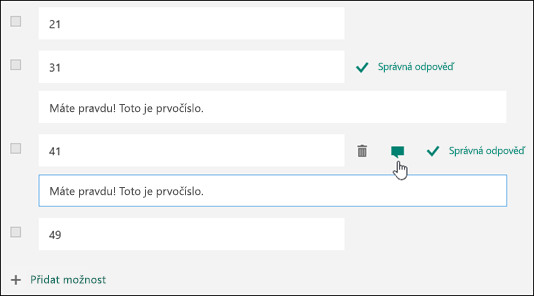 21
31
Správná odpověď
Máte pravdu! Toto je prvočíslo.
41
Správná odpověď
Máte pravdu! Toto je prvočíslo.
49
Přidat možnost